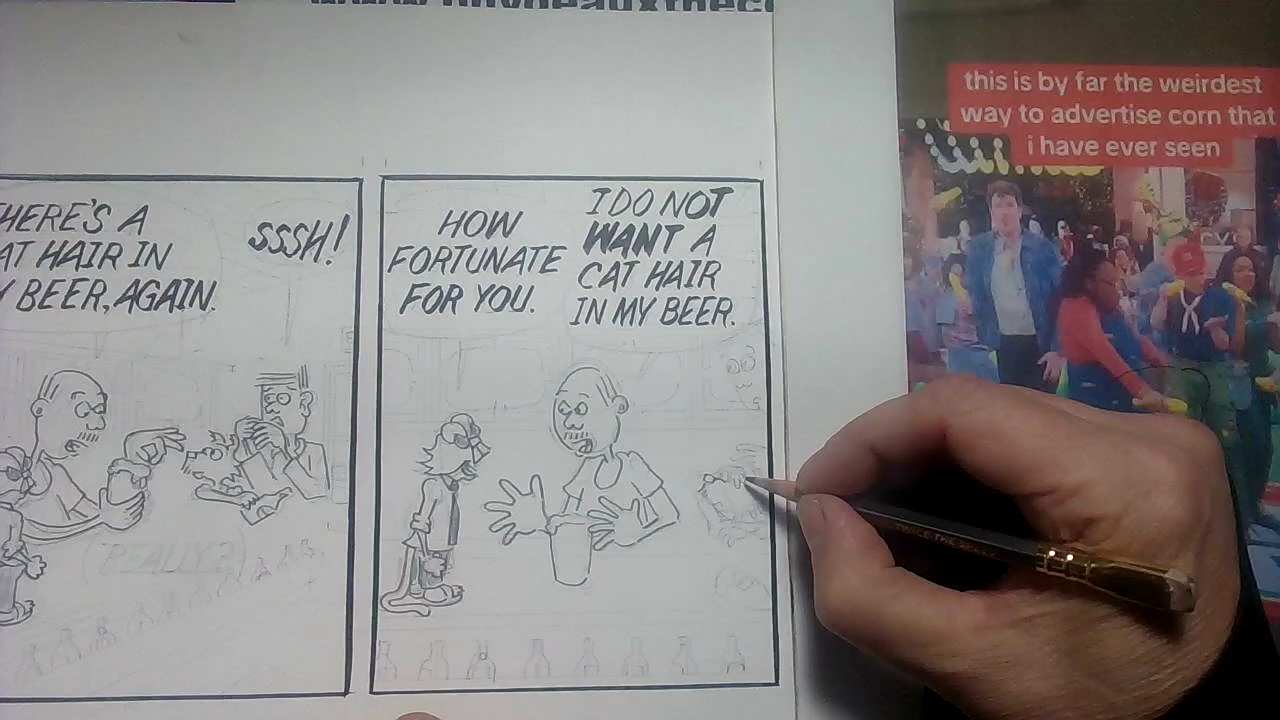 HERE'S A
AT HAIR IN
Y BEER, AGAIN.
SSSH!
(REALLY?)
HOW
FORTUNATE
FOR YOU.
I DO NOT
WANT A
CAT HAIR
IN MY BEER.
this is by far the weirdest
way to advertise corn that
i have ever seen